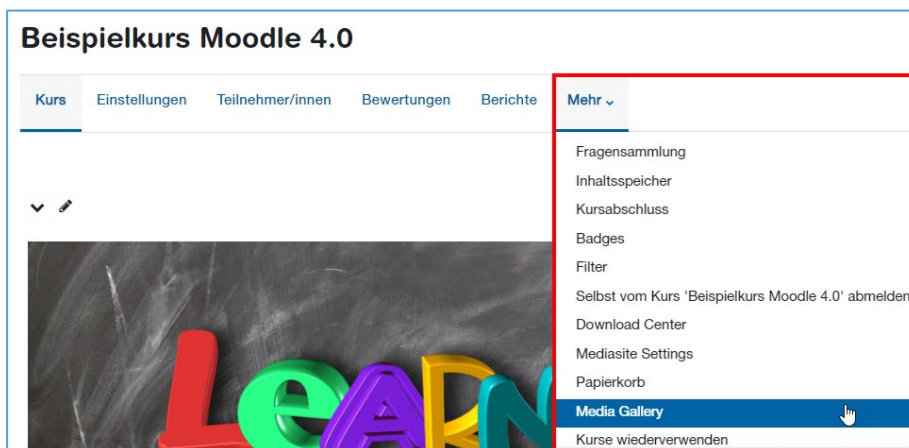 Beispielkurs Moodle 4.0
Kurs Einstellungen Teilnehmer/innen Bewertungen Berichte Mehr
Fragensammlung
Inhaltsspeicher
Kursabschluss
Badges
Filter
Selbst vom Kurs 'Beispielkurs Moodle 4.0' abmelden
Download Center
Mediasite Settings
Papierkorb
Media Gallery
Kurse wiederverwenden
LeARN